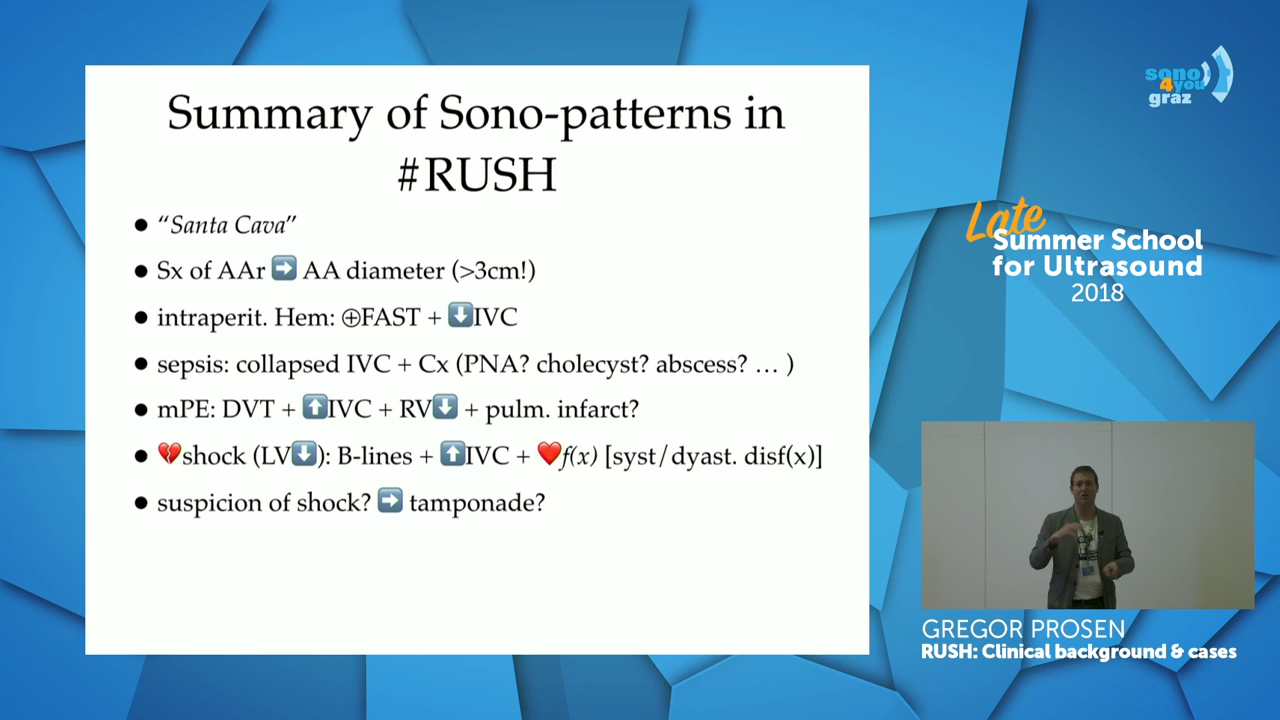 Summary of Sono-patterns in
#RUSH
● “Santa Cava”
● Sx of AAr ➡ AA diameter (>3cm!)
● intraperit. Hem: ⊕FAST + ⬇IVC
● sepsis: collapsed IVC + Cx (PNA? cholecyst? abscess? … )
● mPE: DVT + ⬆IVC + RV⬇ + pulm. infarct?
● 💔shock (LV⬇): B-lines + ⬆IVC + ❤f(x) [syst/dyast. disf(x)]
● suspicion of shock? ➡ tamponade?
sono
4you
graz
Late
Summer School
for Ultrasound
2018
GREGOR PROSEN
RUSH: Clinical background & cases